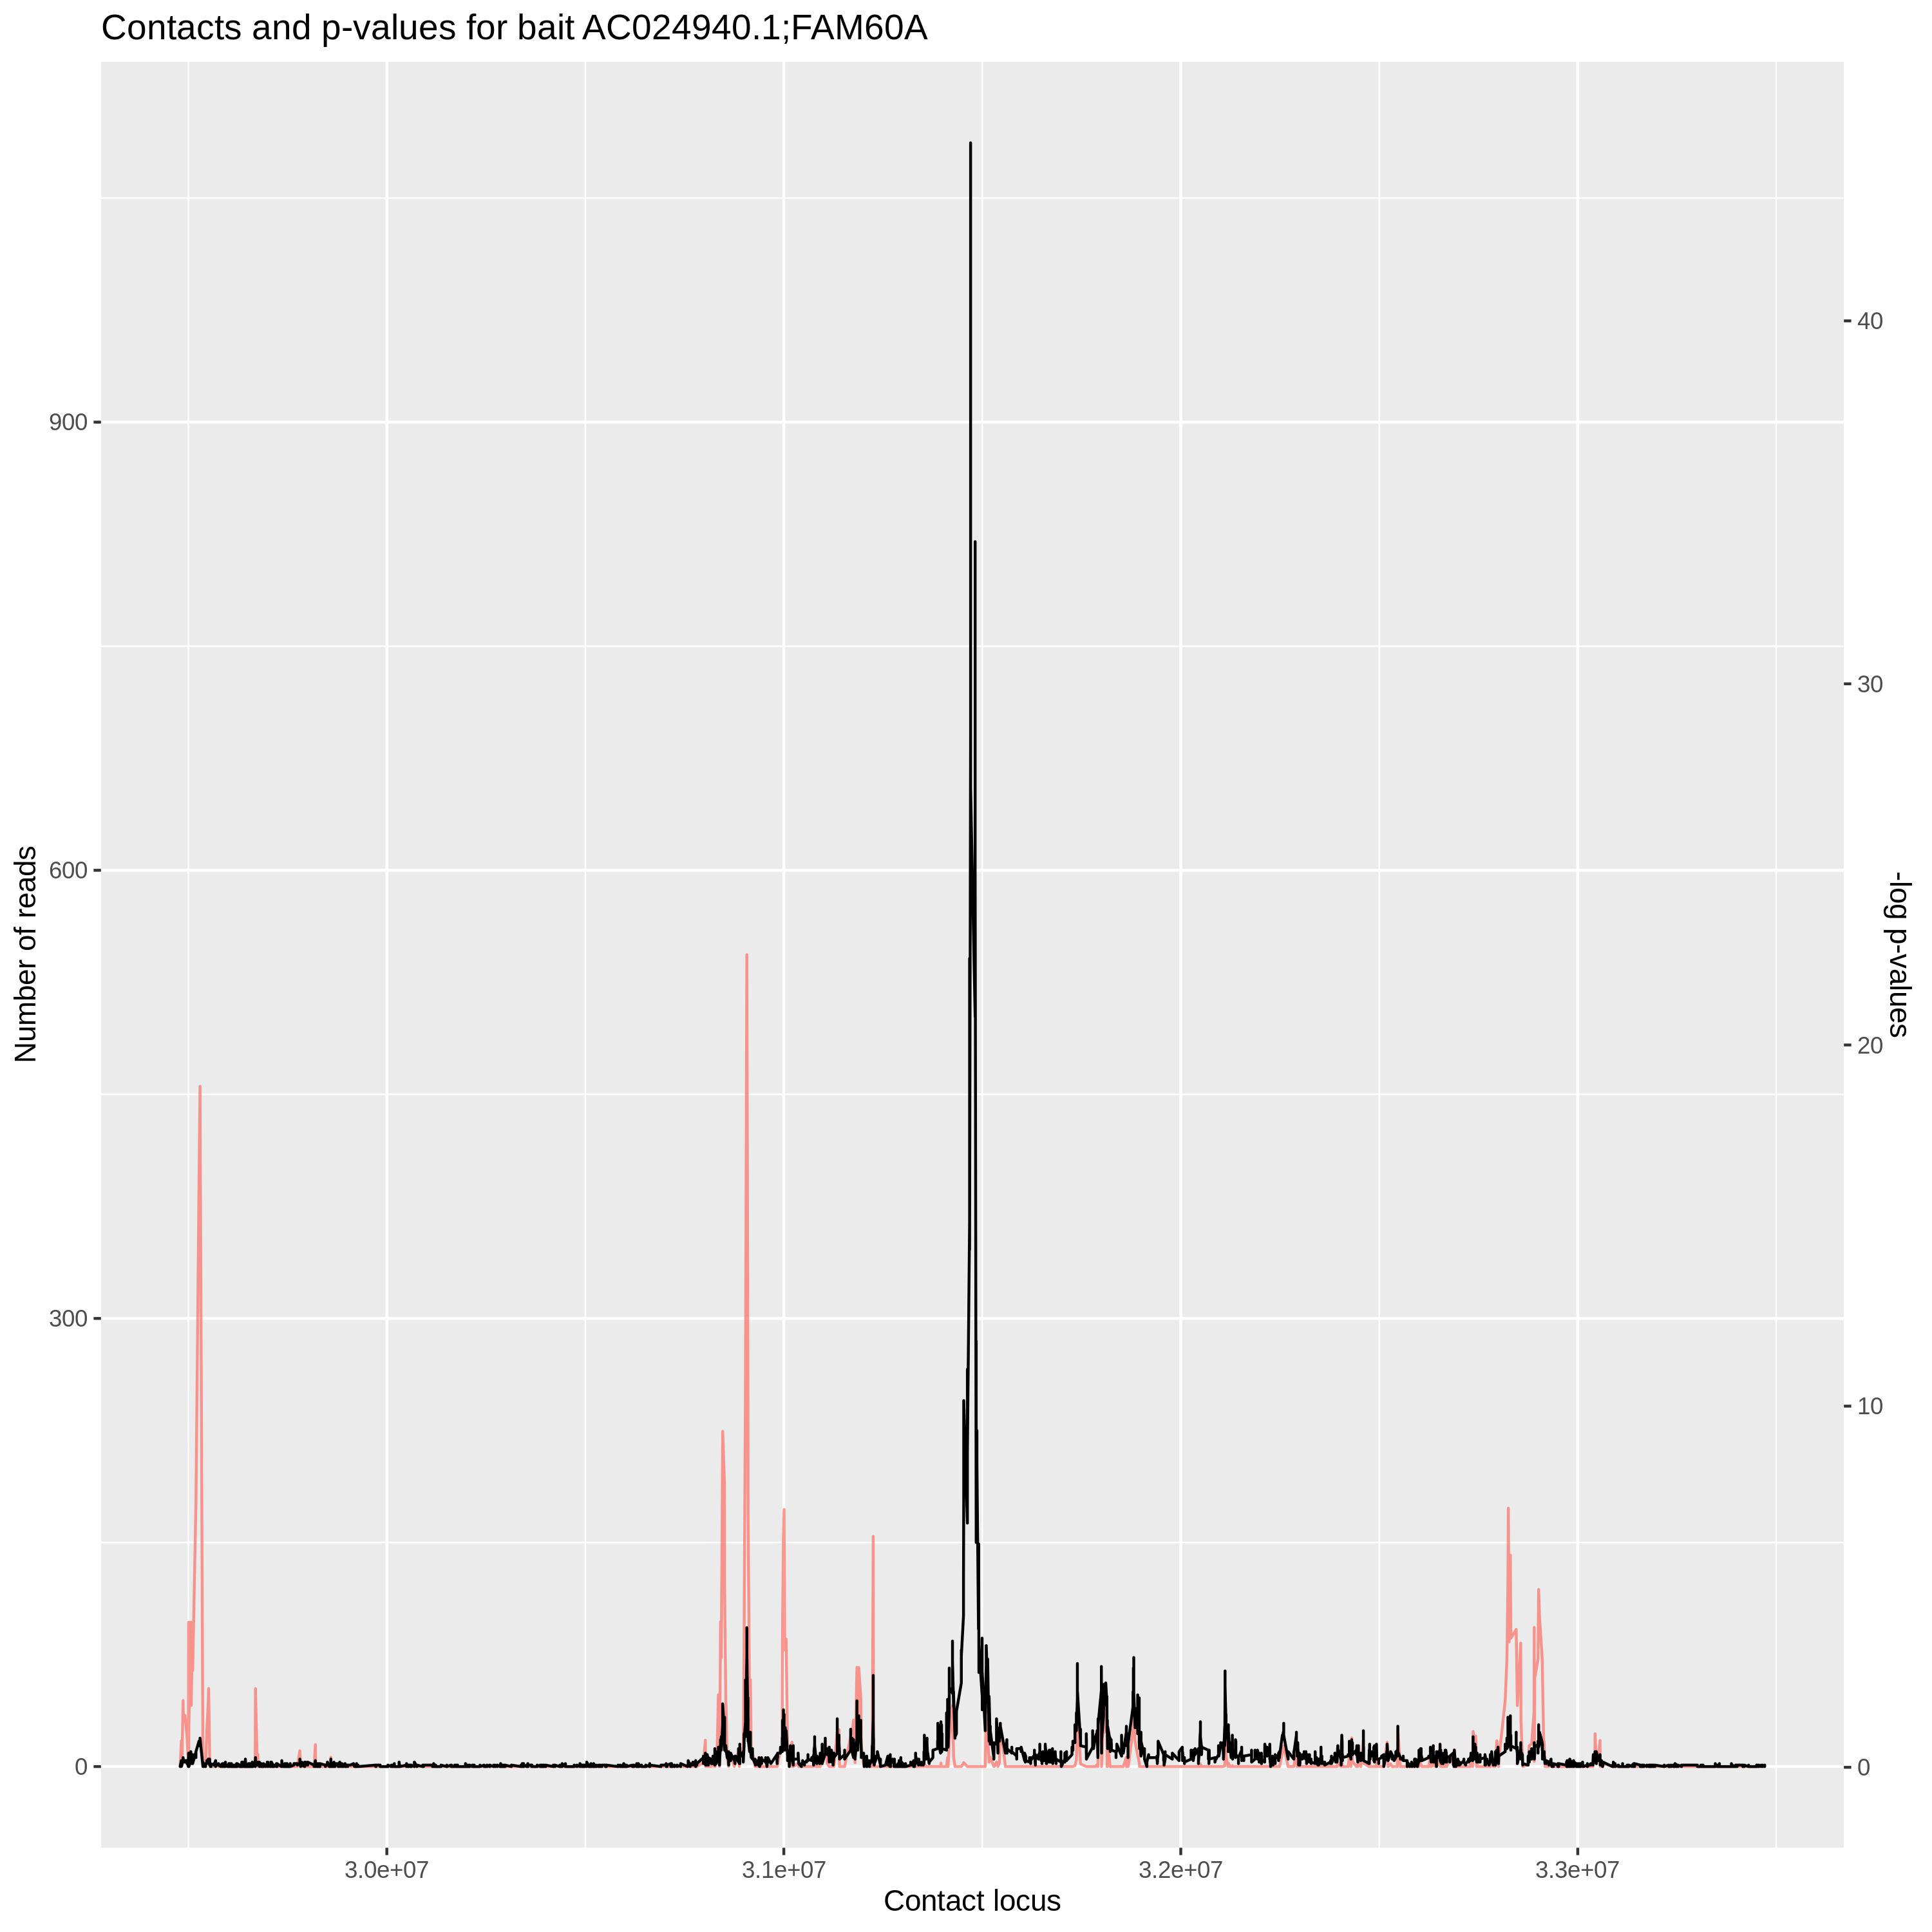 Contacts and p-values for bait AC024940.1;FAM60A
Number of reads
900
600
300
0
40
30
20
10
0
-log p-values
3.0e+07 3.1e+07 3.2e+07 3.3e+07
Contact locus